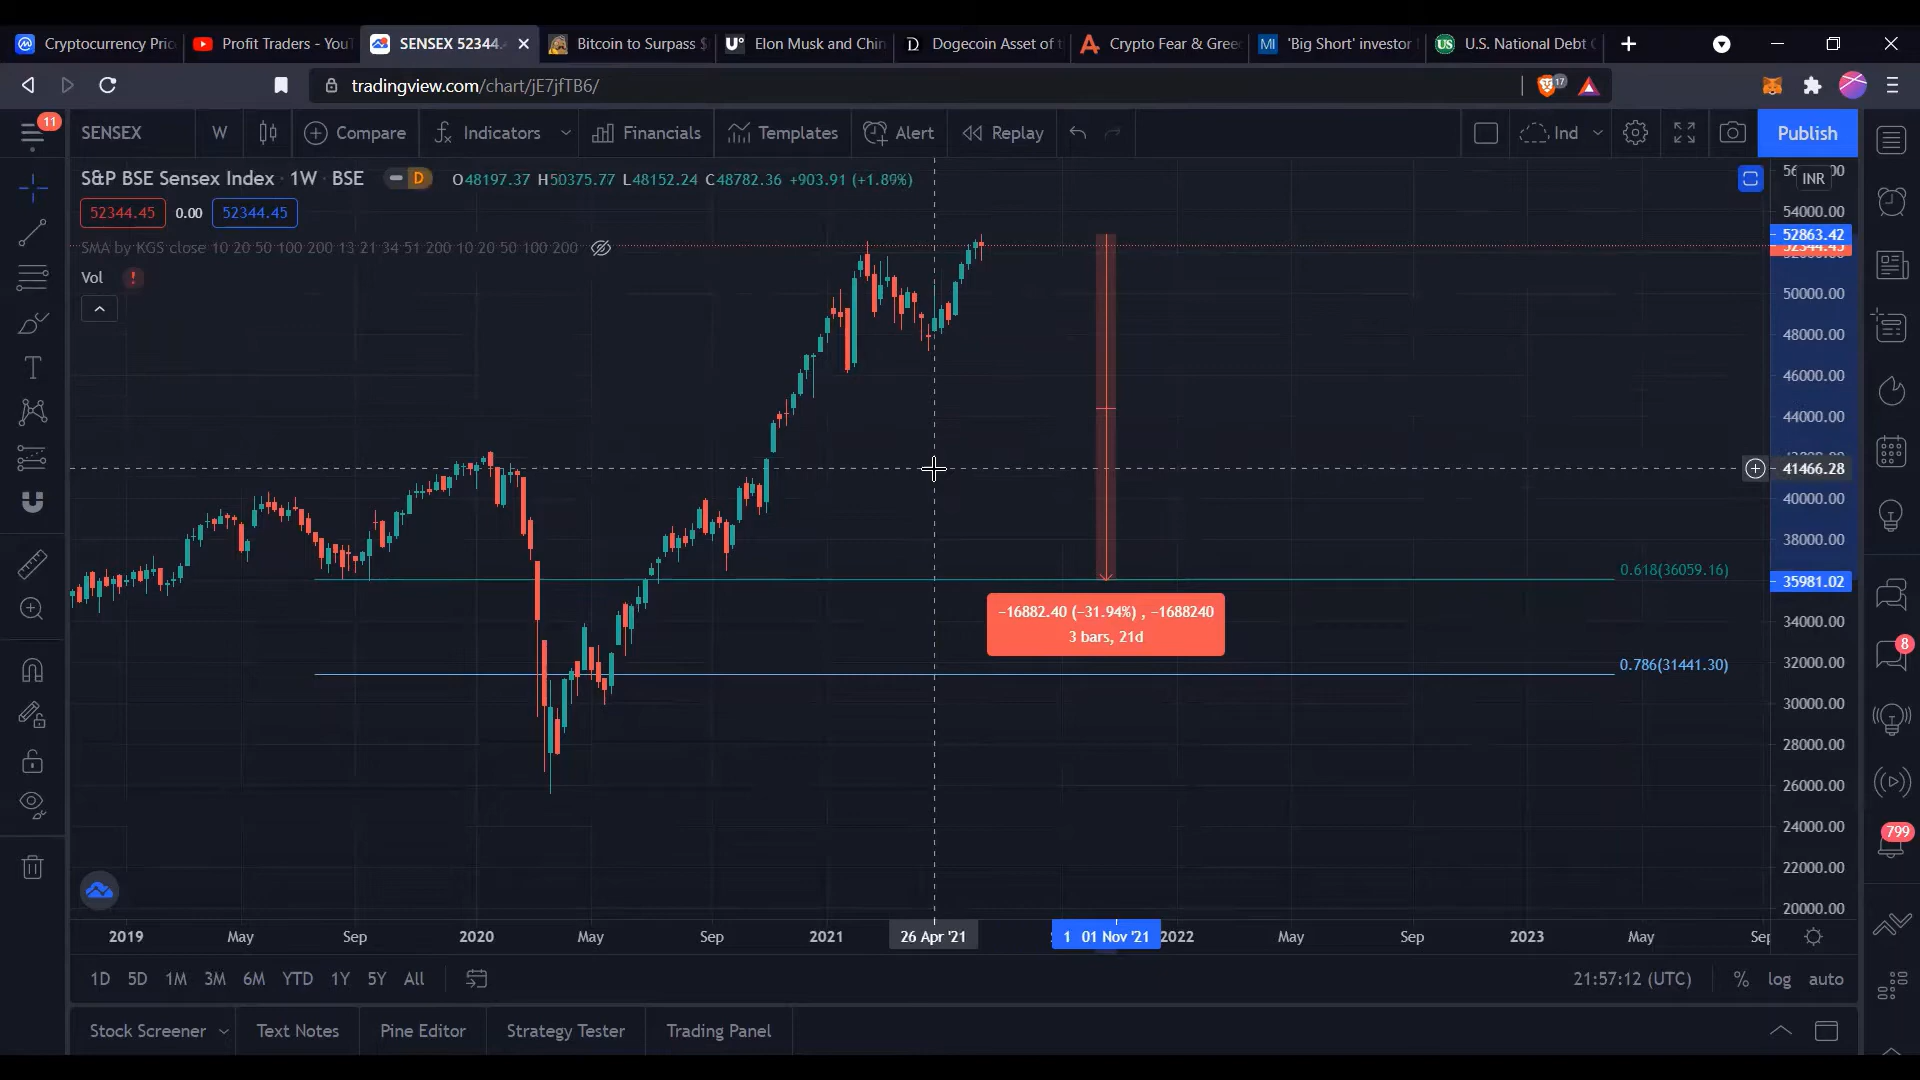 Cryptocurrency Pric
Profit Traders - You
SENSEX 52344.
Bitcoin to Surpass $
Elon Musk and Chin
Dogecoin Asset of t
Crypto Fear & Gree
'Big Short' investor
U.S. National Debt C
tradingview.com/chart/jE7jfTB6/
17
11
SENSEX
W
Compare
Indicators
Financials
Templates
Alert
Replay
Ind
Publish
S&P BSE Sensex Index · 1W · BSE
D
O48197.37 H50375.77 L48152.24 C48782.36 +903.91 (+1.89%)
INR
52344.45 0.00 52344.45
SMA by KGS close 10 20 50 100 200 13 21 34 51 200 10 20 50 100 200
Vol
!
54000.00
52863.42
50000.00
48000.00
46000.00
44000.00
41466.28
40000.00
38000.00
0.618(36059.16)
35981.02
−16882.40 (−31.94%) , −1688240
3 bars, 21d
34000.00
0.786(31441.30)
32000.00
30000.00
28000.00
26000.00
24000.00
22000.00
20000.00
8
799
2019 May Sep 2020 May Sep 2021 26 Apr '21 1 01 Nov '21 2022 May Sep 2023 May Sep
1D 5D 1M 3M 6M YTD 1Y 5Y All
21:57:12 (UTC) % log auto
Stock Screener Text Notes Pine Editor Strategy Tester Trading Panel